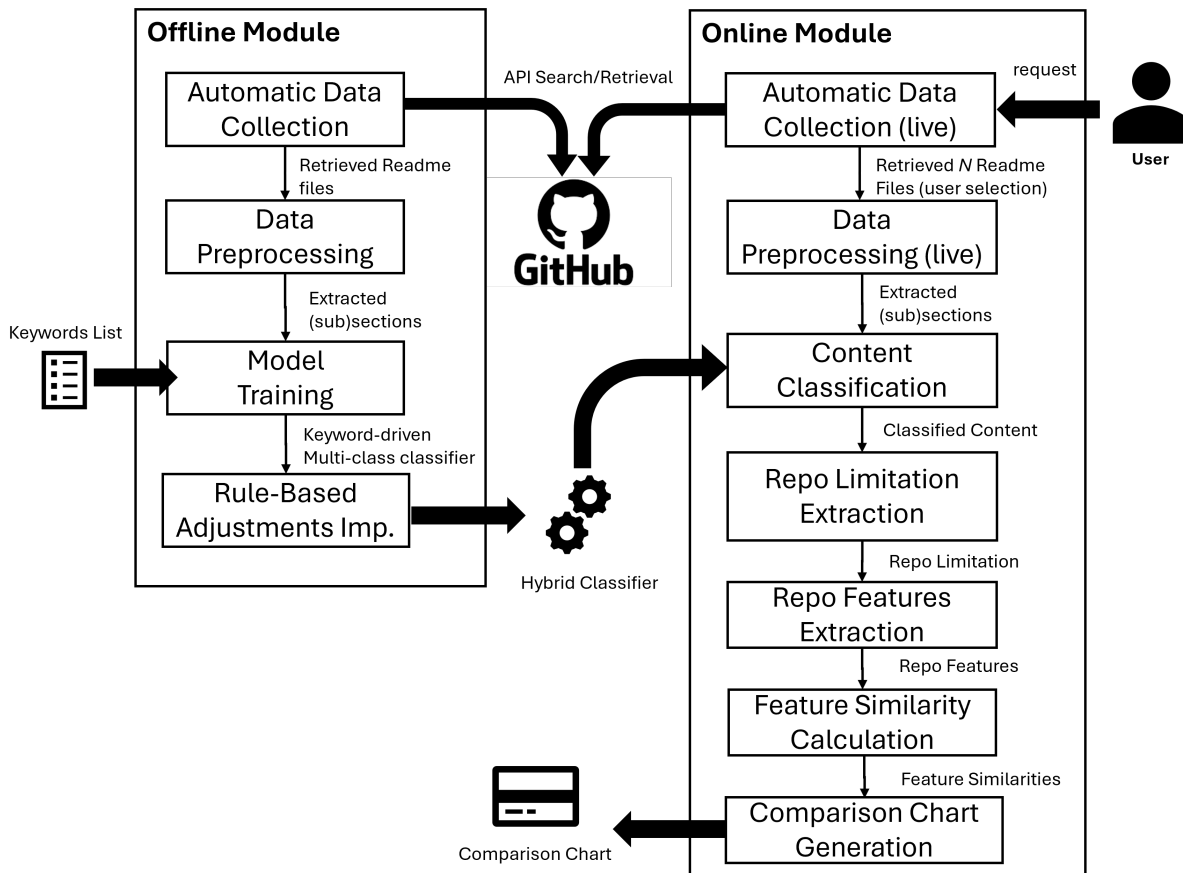 Offline Module
Automatic Data
Collection
Retrieved Readme
files
Data
Preprocessing
Extracted
(sub)sections
Keywords List
Model
Training
Keyword-driven
Multi-class classifier
Rule-Based
Adjustments Imp.
API Search/Retrieval
GitHub
Hybrid Classifier
Online Module
request
User
Automatic Data
Collection (live)
Retrieved N Readme
Files (user selection)
Data
Preprocessing (live)
Extracted
(sub)sections
Content
Classification
Classified Content
Repo Limitation
Extraction
Repo Limitation
Repo Features
Extraction
Repo Features
Feature Similarity
Calculation
Feature Similarities
Comparison Chart
Generation
Comparison Chart